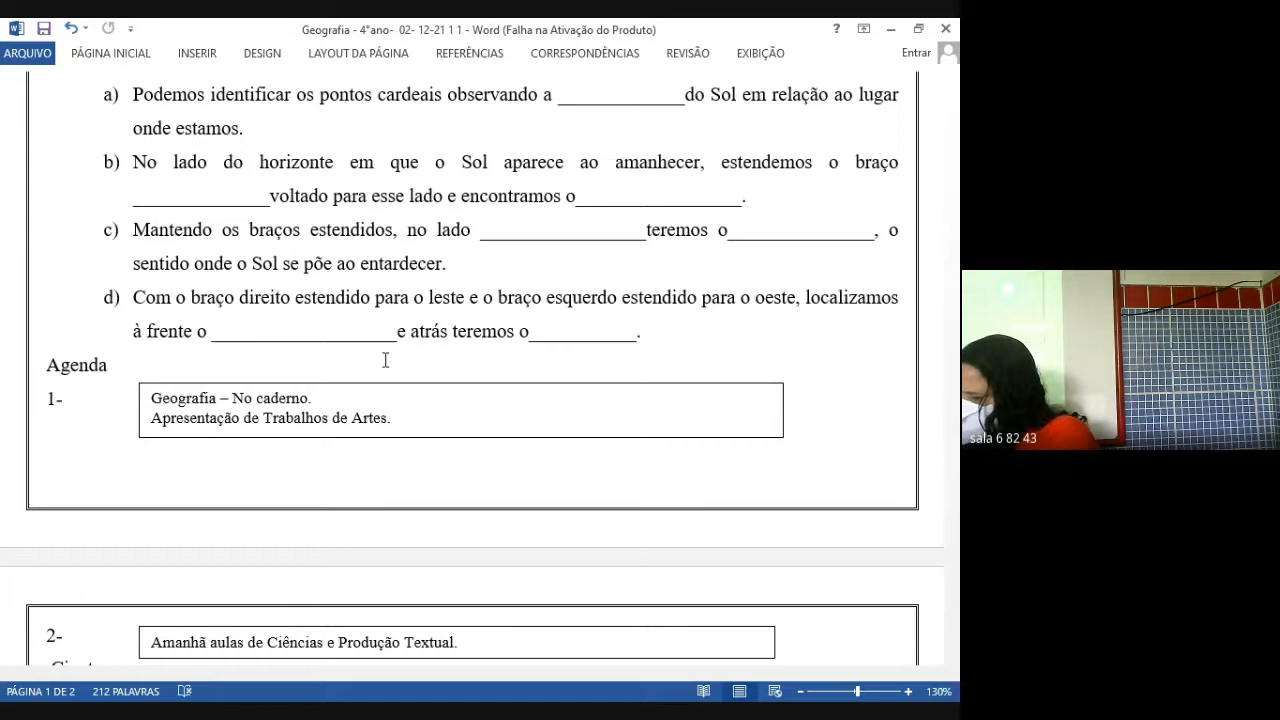 Geografia - 4°ano- 02- 12-21 1 1 - Word (Falha na Ativação do Produto)
ARQUIVO PÁGINA INICIAL INSERIR DESIGN LAYOUT DA PÁGINA REFERÊNCIAS CORRESPONDÊNCIAS REVISÃO EXIBIÇÃO Entrar
a) Podemos identificar os pontos cardeais observando a _____________do Sol em relação ao lugar
onde estamos.
b) No lado do horizonte em que o Sol aparece ao amanhecer, estendemos o braço
______________voltado para esse lado e encontramos o_________________.
c) Mantendo os braços estendidos, no lado _________________teremos o_______________, o
sentido onde o Sol se põe ao entardecer.
d) Com o braço direito estendido para o leste e o braço esquerdo estendido para o oeste, localizamos
à frente o ___________________e atrás teremos o___________.
Agenda
1-
Geografia – No caderno.
Apresentação de Trabalhos de Artes.
2-
Amanhã aulas de Ciências e Produção Textual.
PÁGINA 1 DE 2 212 PALAVRAS 130%
sala 6 82 43